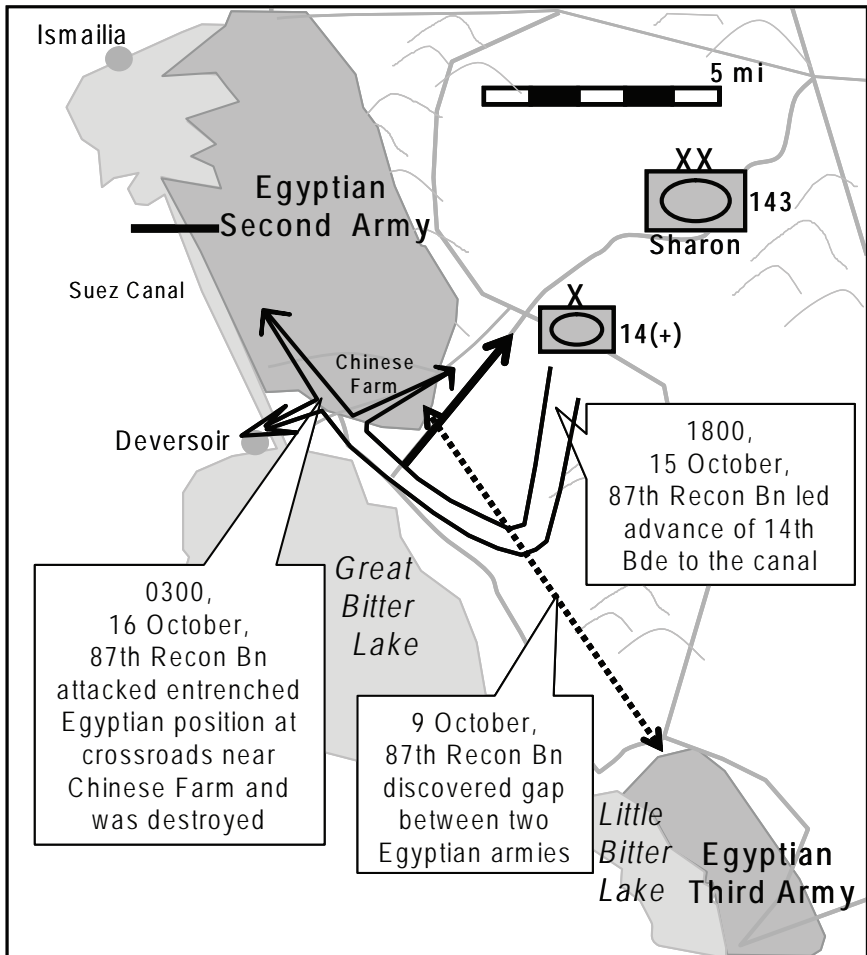 Ismailia
5 mi
XX
143
Sharon
Egyptian
Second Army
Suez Canal
X
14(+)
Chinese
Farm
Deversoir
1800,
15 October,
87th Recon Bn led
advance of 14th
Bde to the canal
Great
Bitter
Lake
0300,
16 October,
87th Recon Bn
attacked entrenched
Egyptian position at
crossroads near
Chinese Farm and
was destroyed
9 October,
87th Recon Bn
discovered gap
between two
Egyptian armies
Little
Bitter
Lake
Egyptian
Third Army